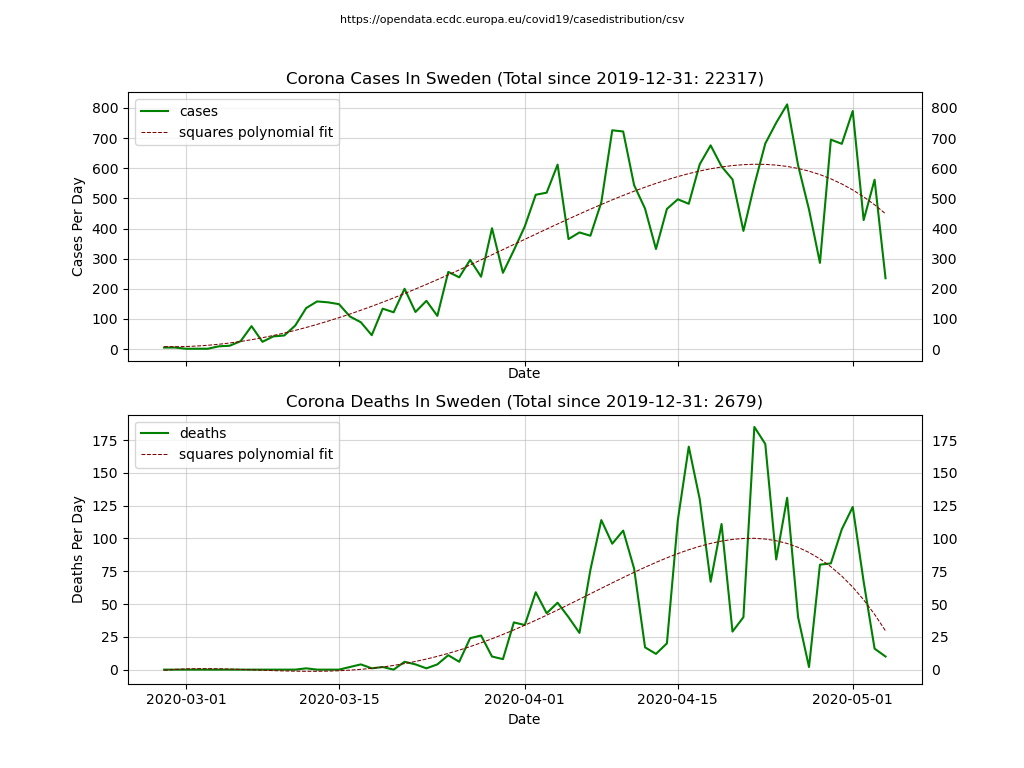 https://opendata.ecdc.europa.eu/covid19/casedistribution/csv
Corona Cases In Sweden (Total since 2019-12-31: 22317)
cases
squares polynomial fit
Cases Per Day
800
700
600
500
400
300
200
100
0
800
700
600
500
400
300
200
100
0
Date
Corona Deaths In Sweden (Total since 2019-12-31: 2679)
deaths
squares polynomial fit
Deaths Per Day
175
150
125
100
75
50
25
0
175
150
125
100
75
50
25
0
2020-03-01 2020-03-15 2020-04-01 2020-04-15 2020-05-01
Date